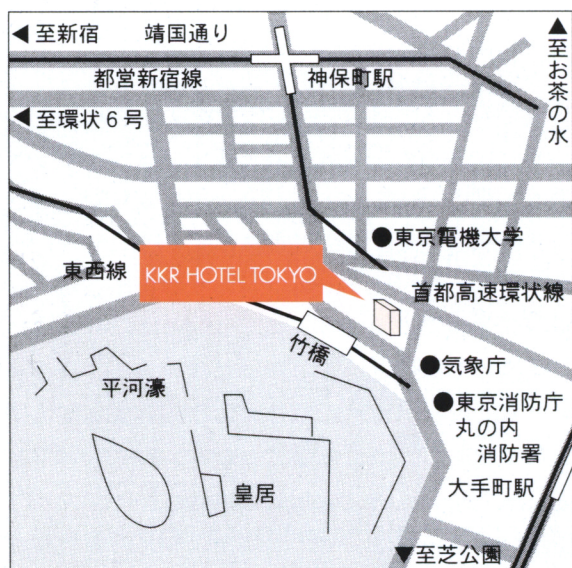 ◀至新宿 靖国通り
▲至お茶の水
都営新宿線 神保町駅
◀至環状6号
●東京電機大学
東西線 KKR HOTEL TOKYO 首都高速環状線
竹橋
●気象庁
平河濠
●東京消防庁
丸の内
消防署
皇居
大手町駅
▼至芝公園